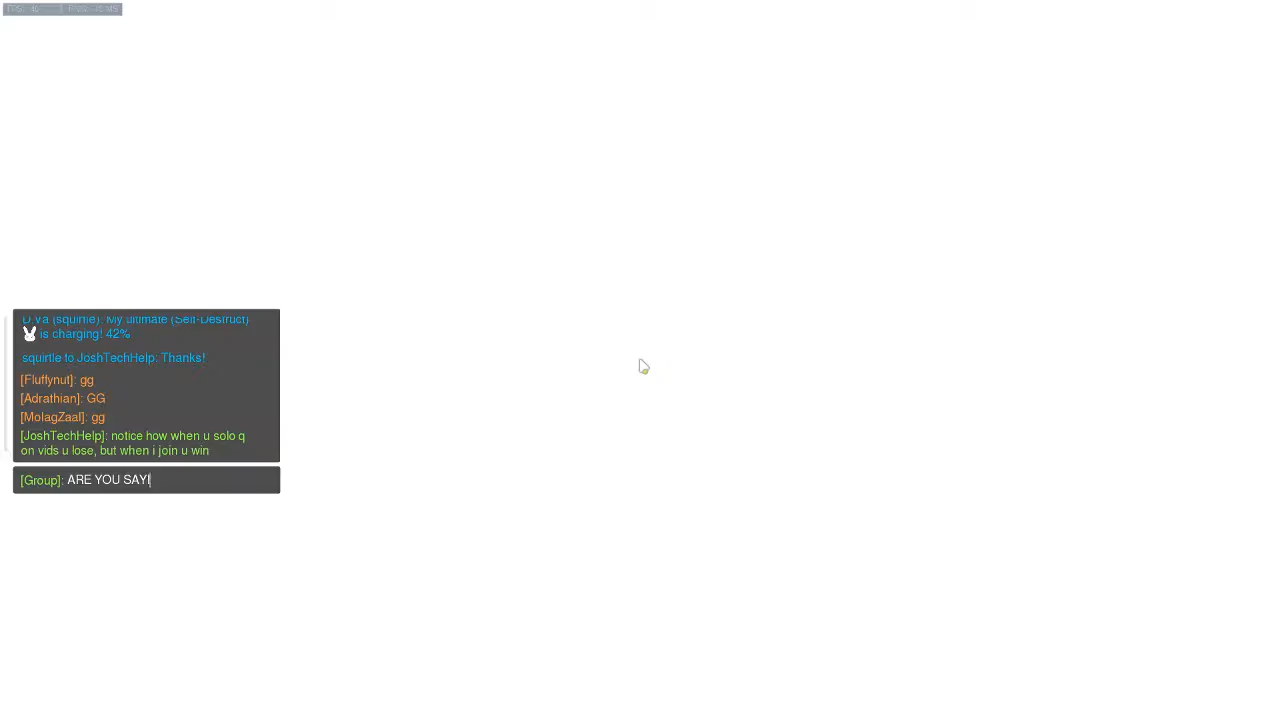 D.Va (squirtle): My ultimate (Self-Destruct)
is charging! 42%
squirtle to JoshTechHelp: Thanks!
[Fluffynut]: gg
[Adrathian]: GG
[MolagZaal]: gg
[JoshTechHelp]: notice how when u solo q
on vids u lose, but when i join u win
[Group]: ARE YOU SAYI